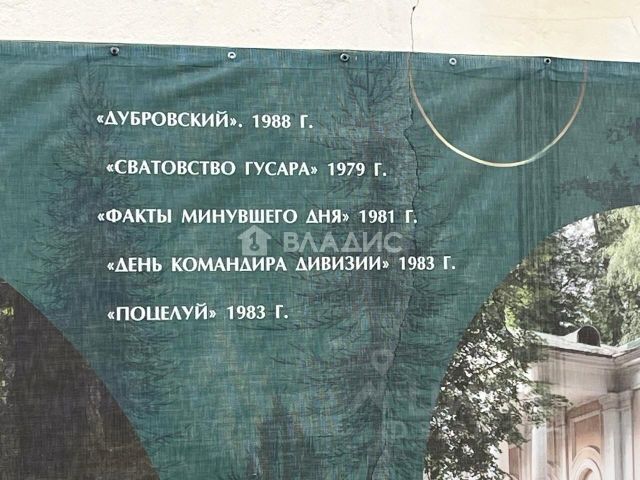 «ДУБРОВСКИЙ». 1988 Г.
«СВАТОВСТВО ГУСАРА» 1979 Г.
«ФАКТЫ МИНУВШЕГО ДНЯ» 1981 Г.
ВЛАДИС
«ДЕНЬ КОМАНДИРА ДИВИЗИИ» 1983 Г.
«ПОЦЕЛУЙ» 1983 Г.